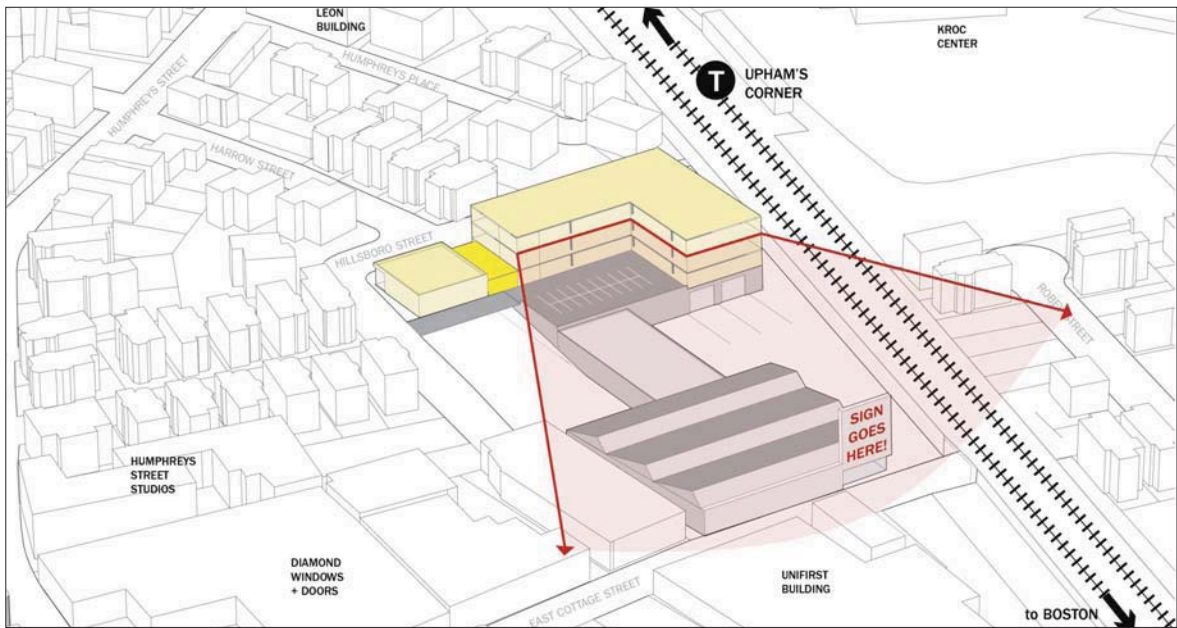 LEON
BUILDING
KROC
CENTER
HUMPHREYS PLACE
HUMPHREYS STREET
T
UPHAM'S
CORNER
HARROW STREET
HILLSBORO STREET
STREET
SIGN
GOES
HERE!
HUMPHREYS
STREET
STUDIOS
DIAMOND
WINDOWS
+ DOORS
UNIFIRST
BUILDING
EAST COTTAGE STREET
to BOSTON